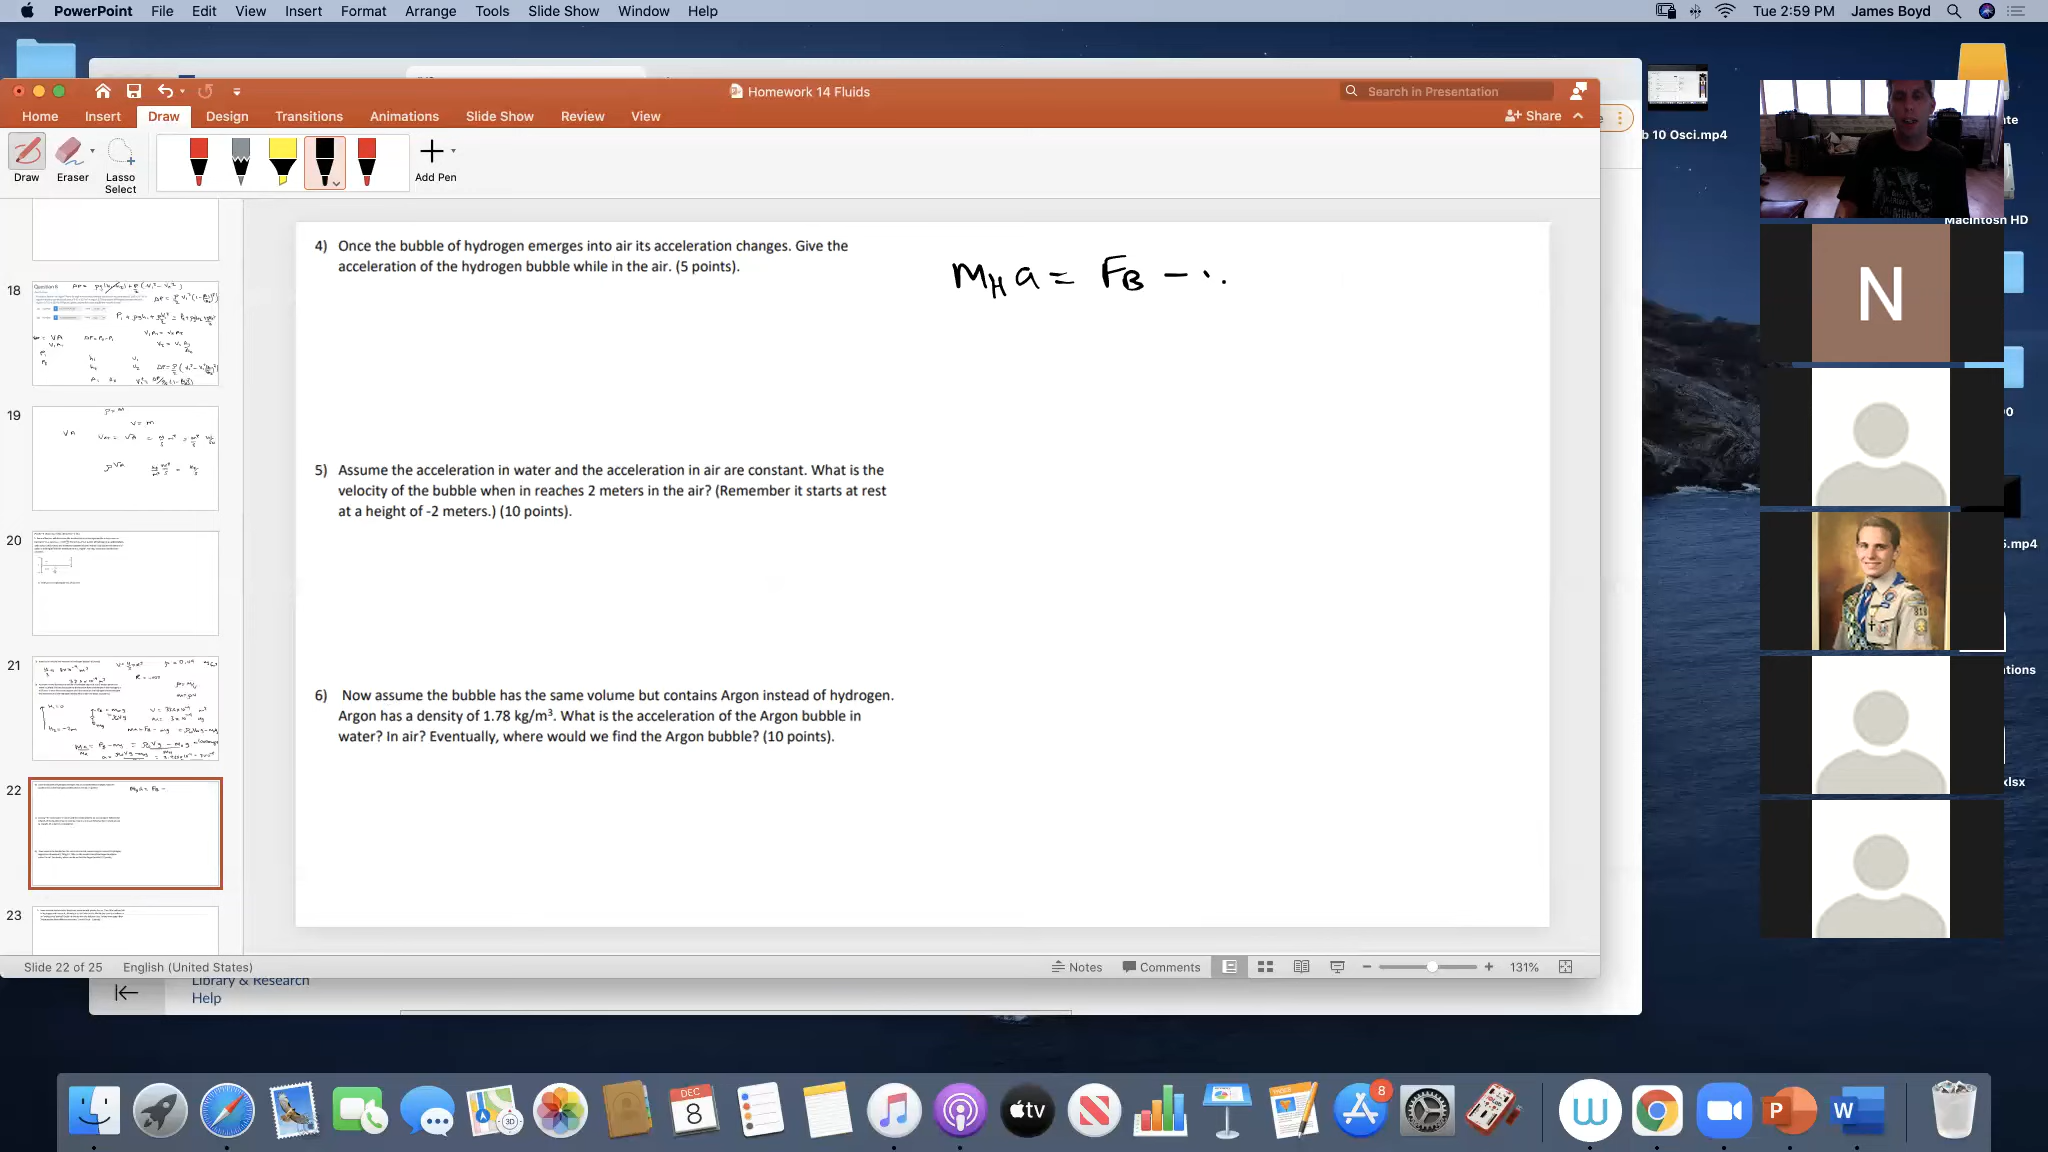 PowerPoint File Edit View Insert Format Arrange Tools Slide Show Window Help
Tue 2:59 PM James Boyd
Homework 14 Fluids
Search in Presentation
Home Insert Draw Design Transitions Animations Slide Show Review View
Share
b 10 Osci.mp4
Draw
Eraser
Lasso
Select
Add Pen
Macintosh HD
4) Once the bubble of hydrogen emerges into air its acceleration changes. Give the
acceleration of the hydrogen bubble while in the air. (5 points).
M_H a = F_B -
5) Assume the acceleration in water and the acceleration in air are constant. What is the
velocity of the bubble when in reaches 2 meters in the air? (Remember it starts at rest
at a height of -2 meters.) (10 points).
6) Now assume the bubble has the same volume but contains Argon instead of hydrogen.
Argon has a density of 1.78 kg/m³. What is the acceleration of the Argon bubble in
water? In air? Eventually, where would we find the Argon bubble? (10 points).
18
Question 6
19
20
21
22
23
N
5.mp4
xlsx
Slide 22 of 25 English (United States)
Notes Comments 131%
Library & Research
Help
DEC
8
3D
tv
8
W
P
W